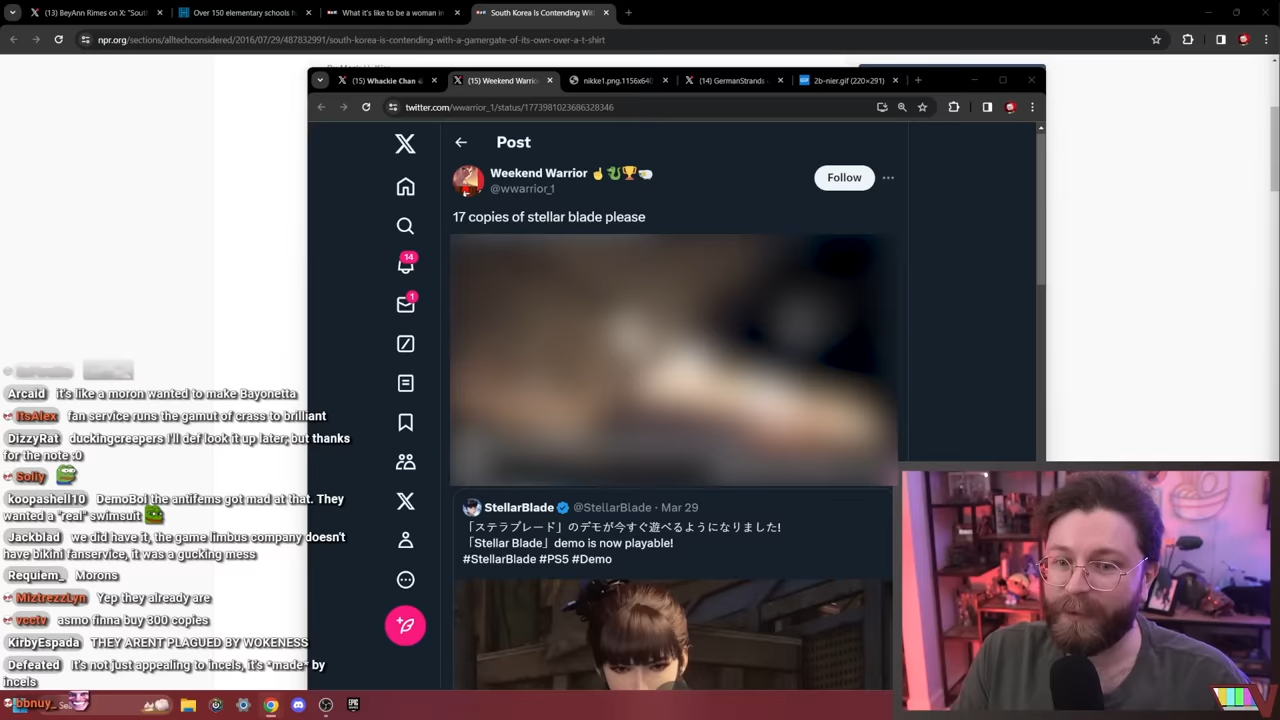 (13) BeyAnn Rimes on X: "Sout
Over 150 elementary schools h
What it's like to be a woman in
South Korea Is Contending Wit
npr.org/sections/alltechconsidered/2016/07/29/487832991/south-korea-is-contending-with-a-gamergate-of-its-own-over-a-t-shirt
(15) Whackie Chan
(15) Weekend Warrio
nikke1.png.1156x640
(14) GermanStrands
2b-nier.gif (220×291)
twitter.com/wwarrior_1/status/1773981023686328346
Post
Weekend Warrior
@wwarrior_1
Follow
17 copies of stellar blade please
14
1
StellarBlade @StellarBlade · Mar 29
「ステラブレード」のデモが今すぐ遊べるようになりました!
「Stellar Blade」demo is now playable!
#StellarBlade #PS5 #Demo
Arcaid it's like a moron wanted to make Bayonetta
ItsAlex fan service runs the gamut of crass to brilliant
DizzyRat duckingcreepers I'll def look it up later; but thanks
for the note :0
Solly
koopashell10 DemoBol the antifems got mad at that. They
wanted a "real" swimsuit
Jackblad we did have it, the game limbus company doesn't
have bikini fanservice, it was a gucking mess
Requiem_ Morons
MiztrezzLyn Yep they already are
vcctv asmo finna buy 300 copies
KirbyEspada THEY ARENT PLAGUED BY WOKENESS
Defeated It's not just appealing to incels, it's *made* by
incels
bbnuy_
EPIC